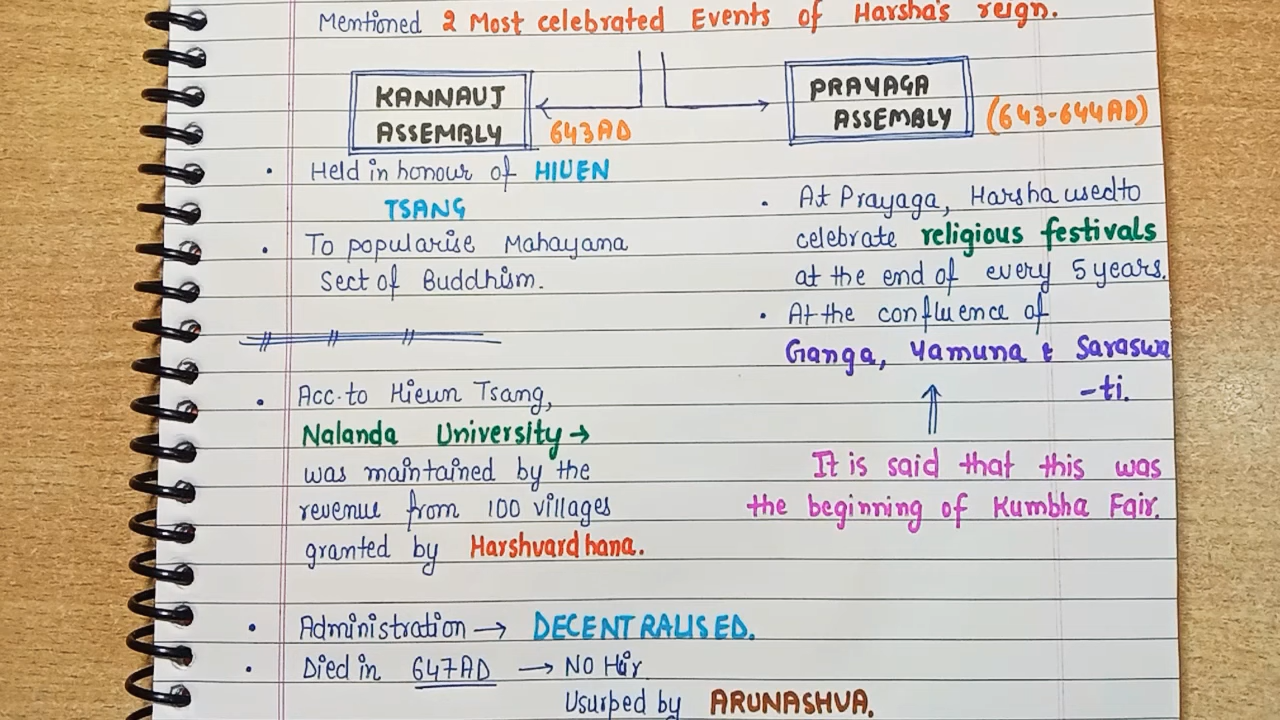 Mentioned 2 Most celebrated Events of Harsha's reign.
KANNAUJ
ASSEMBLY
643AD
PRAYAGA
ASSEMBLY
(643-644AD)
• Held in honour of HIUEN
TSANG
• To popularise Mahayana
Sect of Buddhism.
• Acc. to Hieun Tsang,
Nalanda University →
was maintained by the
revenue from 100 villages
granted by Harshvardhana.
• At Prayaga, Harsha used to
celebrate religious festivals
at the end of every 5 years.
• At the confluence of
Ganga, Yamuna & Saraswa
-ti.
It is said that this was
the beginning of Kumbha Fair.
• Administration → DECENTRALISED.
• Died in 647AD → NO Heir
Usurped by ARUNASHVA.